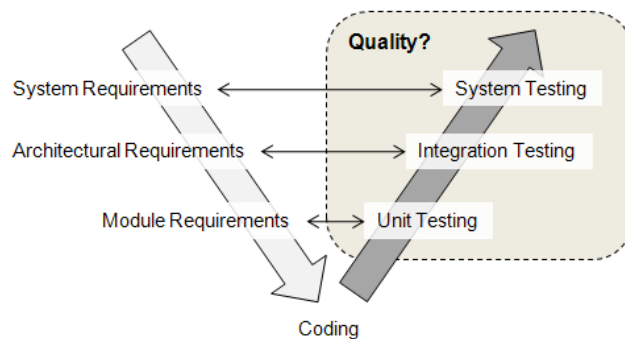 Quality?
System Requirements
System Testing
Architectural Requirements
Integration Testing
Module Requirements
Unit Testing
Coding